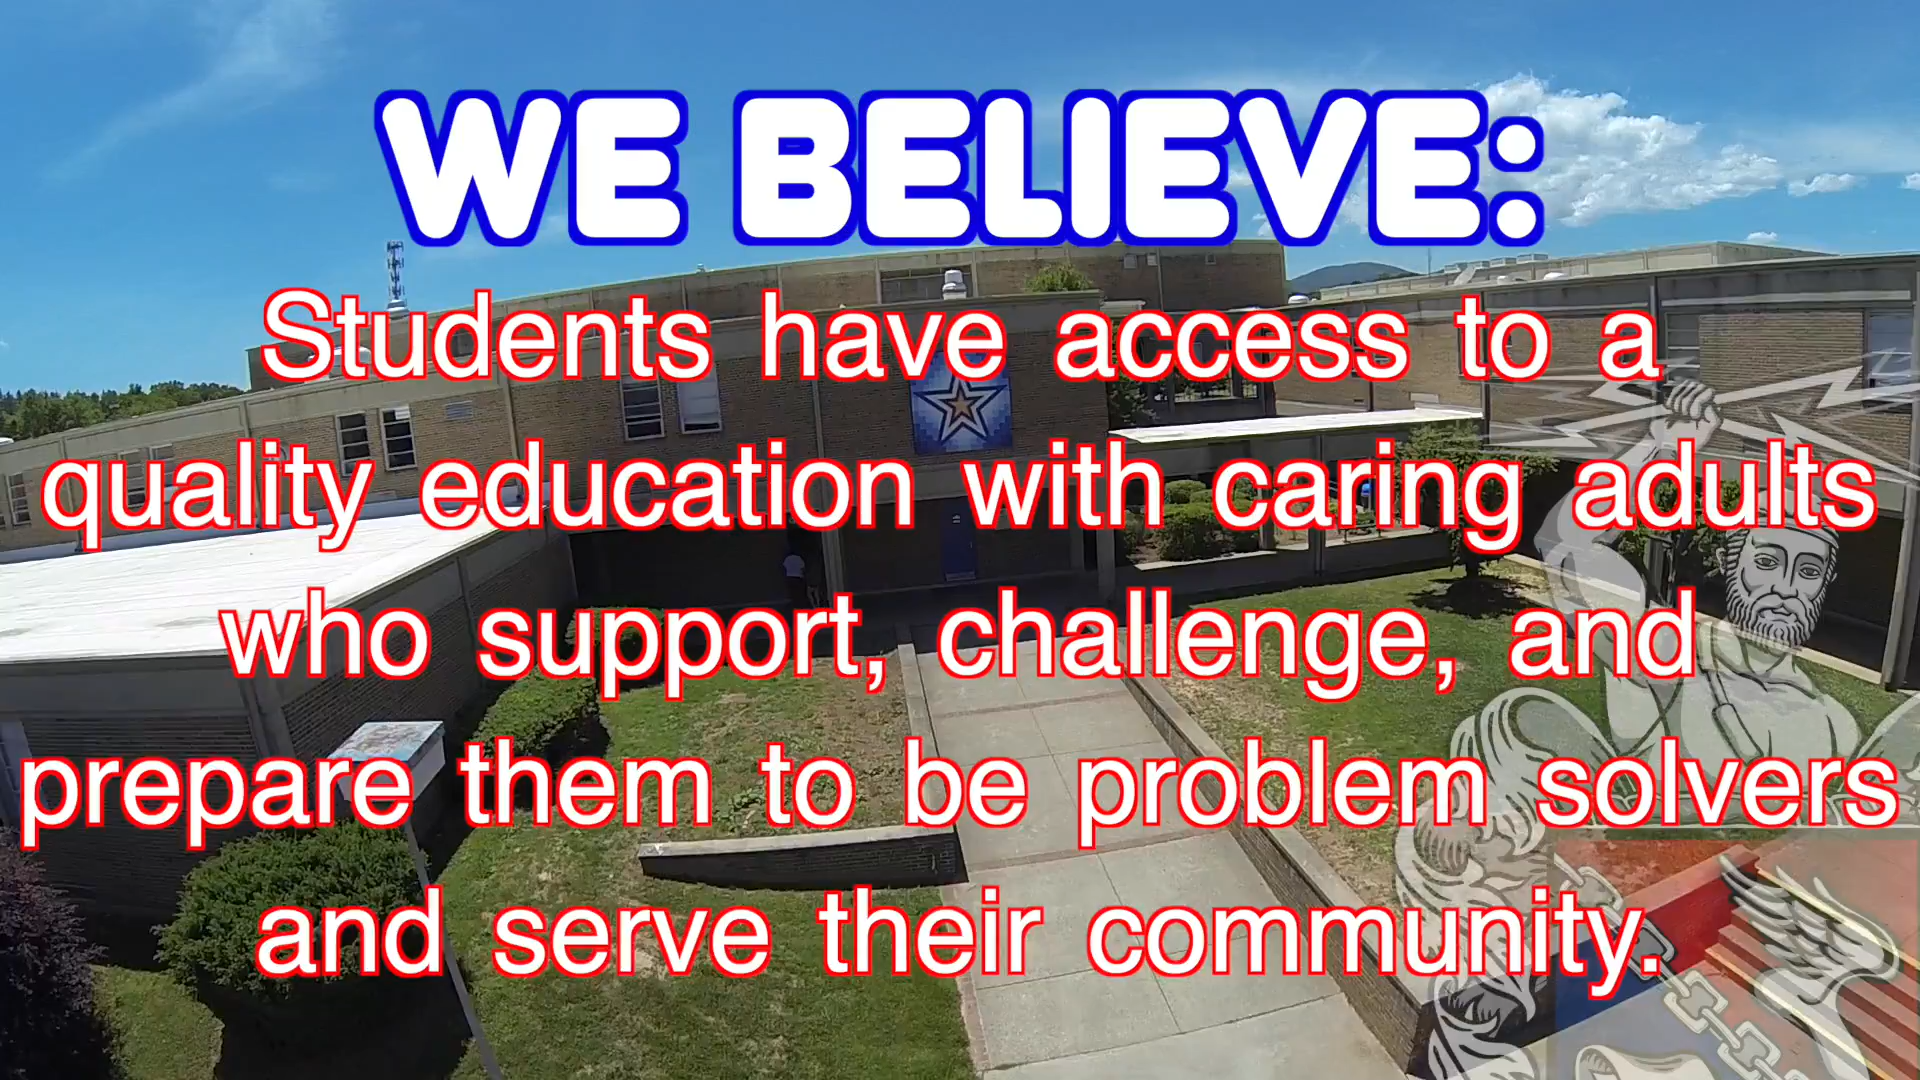 WE BELIEVE:
Students have access to a
quality education with caring adults
who support, challenge, and
prepare them to be problem solvers
and serve their community.